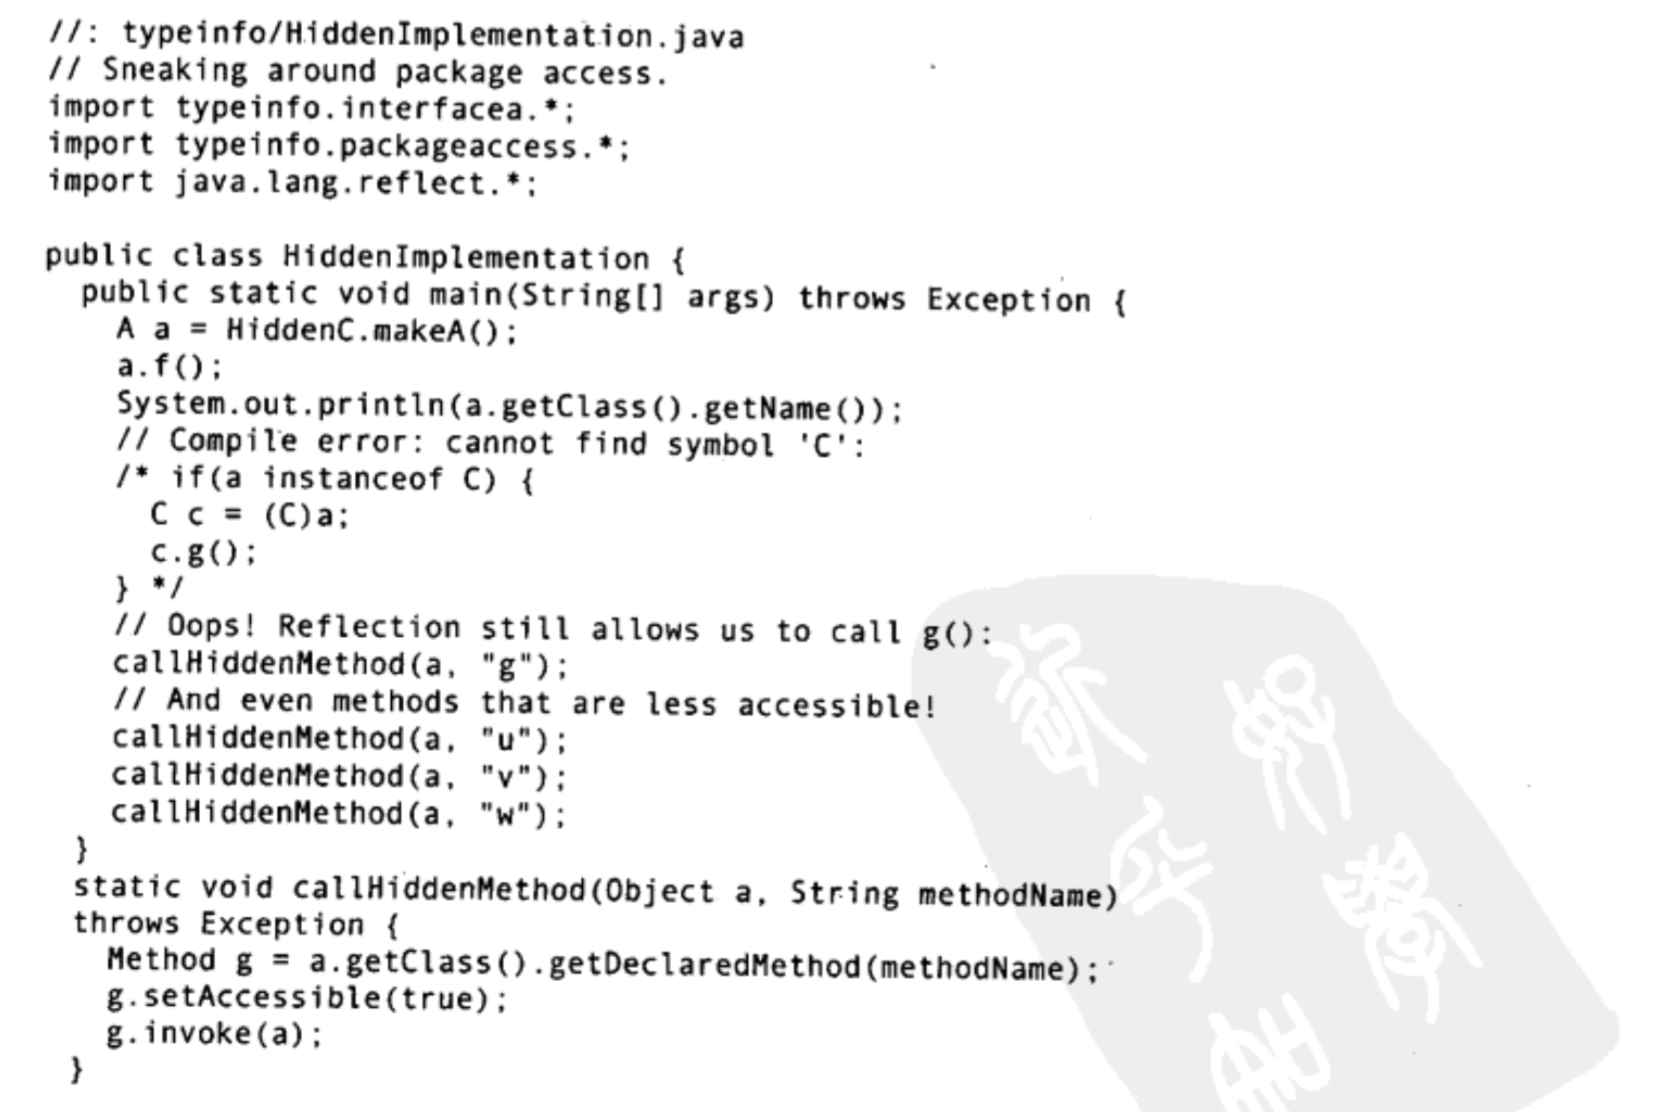 //: typeinfo/HiddenImplementation.java
// Sneaking around package access.
import typeinfo.interfacea.*;
import typeinfo.packageaccess.*;
import java.lang.reflect.*;

public class HiddenImplementation {
  public static void main(String[] args) throws Exception {
    A a = HiddenC.makeA();
    a.f();
    System.out.println(a.getClass().getName());
    // Compile error: cannot find symbol 'C':
    /* if(a instanceof C) {
      C c = (C)a;
      c.g();
    } */
    // Oops! Reflection still allows us to call g():
    callHiddenMethod(a, "g");
    // And even methods that are less accessible!
    callHiddenMethod(a, "u");
    callHiddenMethod(a, "v");
    callHiddenMethod(a, "w");
  }
  static void callHiddenMethod(Object a, String methodName)
  throws Exception {
    Method g = a.getClass().getDeclaredMethod(methodName);
    g.setAccessible(true);
    g.invoke(a);
  }